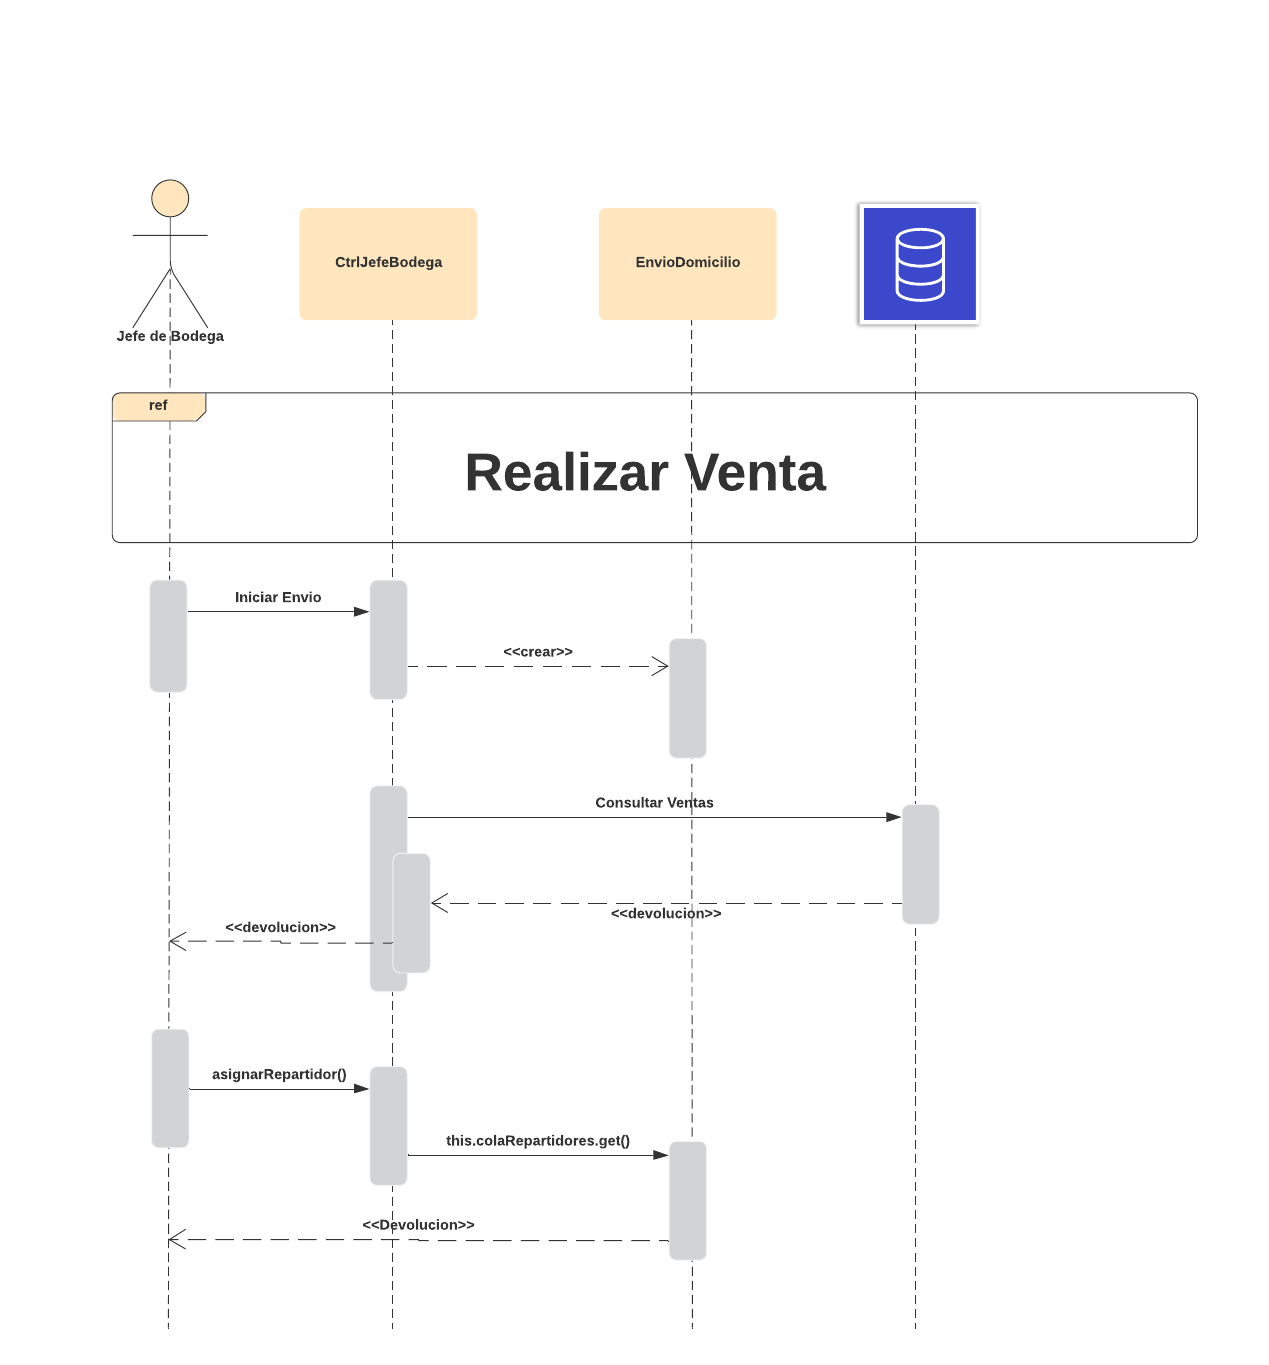 CtrlJefeBodega
EnvioDomicilio
Jefe de Bodega
ref
Realizar Venta
Iniciar Envio
<<crear>>
Consultar Ventas
<<devolucion>>
<<devolucion>>
asignarRepartidor()
this.colaRepartidores.get()
<<Devolucion>>